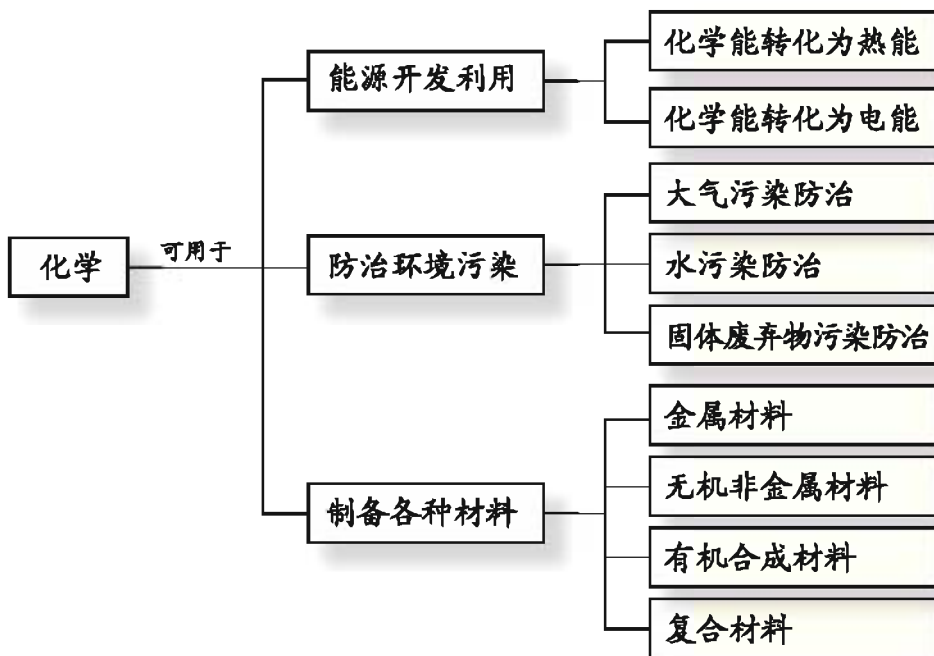 化学
可用于
能源开发利用
化学能转化为热能
化学能转化为电能
防治环境污染
大气污染防治
水污染防治
固体废弃物污染防治
制备各种材料
金属材料
无机非金属材料
有机合成材料
复合材料